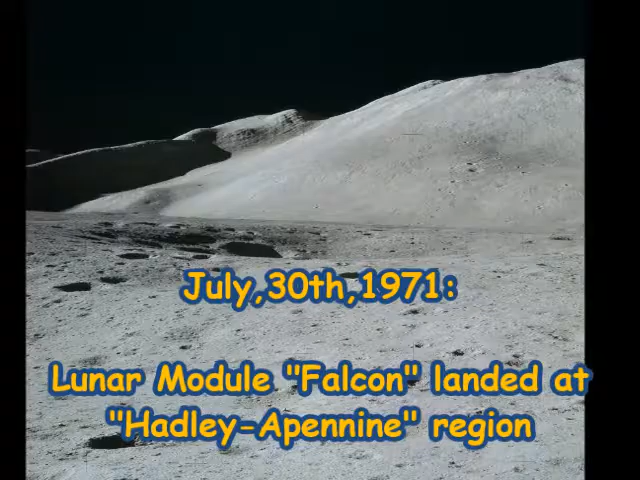 July,30th,1971:
Lunar Module "Falcon" landed at
"Hadley-Apennine" region